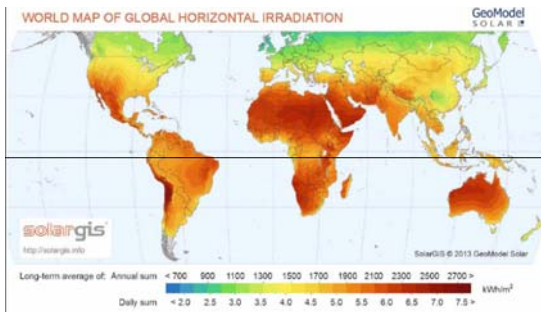 WORLD MAP OF GLOBAL HORIZONTAL IRRADIATION
GeoModel
SOLAR
solargis
http://solargis.info
SolarGIS © 2013 GeoModel Solar
Long-term average of: Annual sum < 700 900 1100 1300 1500 1700 1900 2100 2300 2500 2700 >
kWh/m²
Daily sum < 2.0 2.5 3.0 3.5 4.0 4.5 5.0 5.5 6.0 6.5 7.0 7.5 >